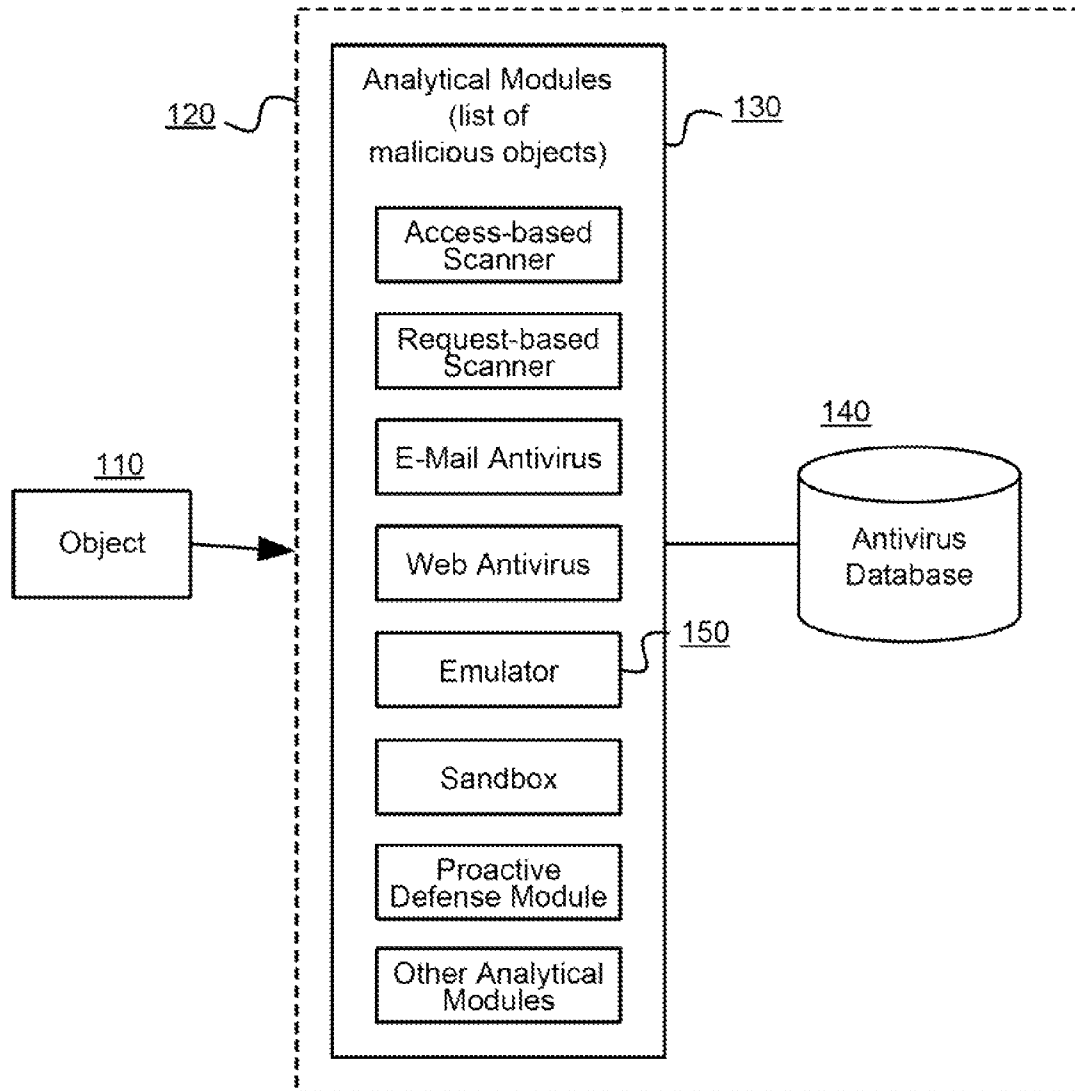 120
Analytical Modules
(list of
malicious objects)
130
Access-based
Scanner
Request-based
Scanner
140
E-Mail Antivirus
110
Object
Web Antivirus
Antivirus
Database
150
Emulator
Sandbox
Proactive
Defense Module
Other Analytical
Modules